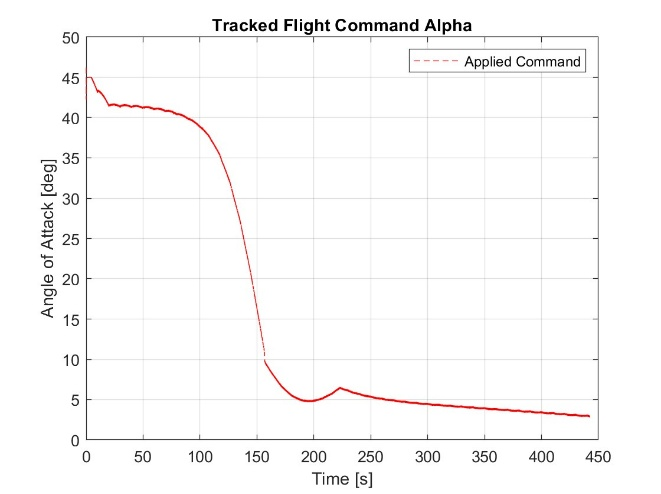 Tracked Flight Command Alpha
Applied Command
50
45
40
35
30
25
20
15
10
5
0
Angle of Attack [deg]
0 50 100 150 200 250 300 350 400 450
Time [s]